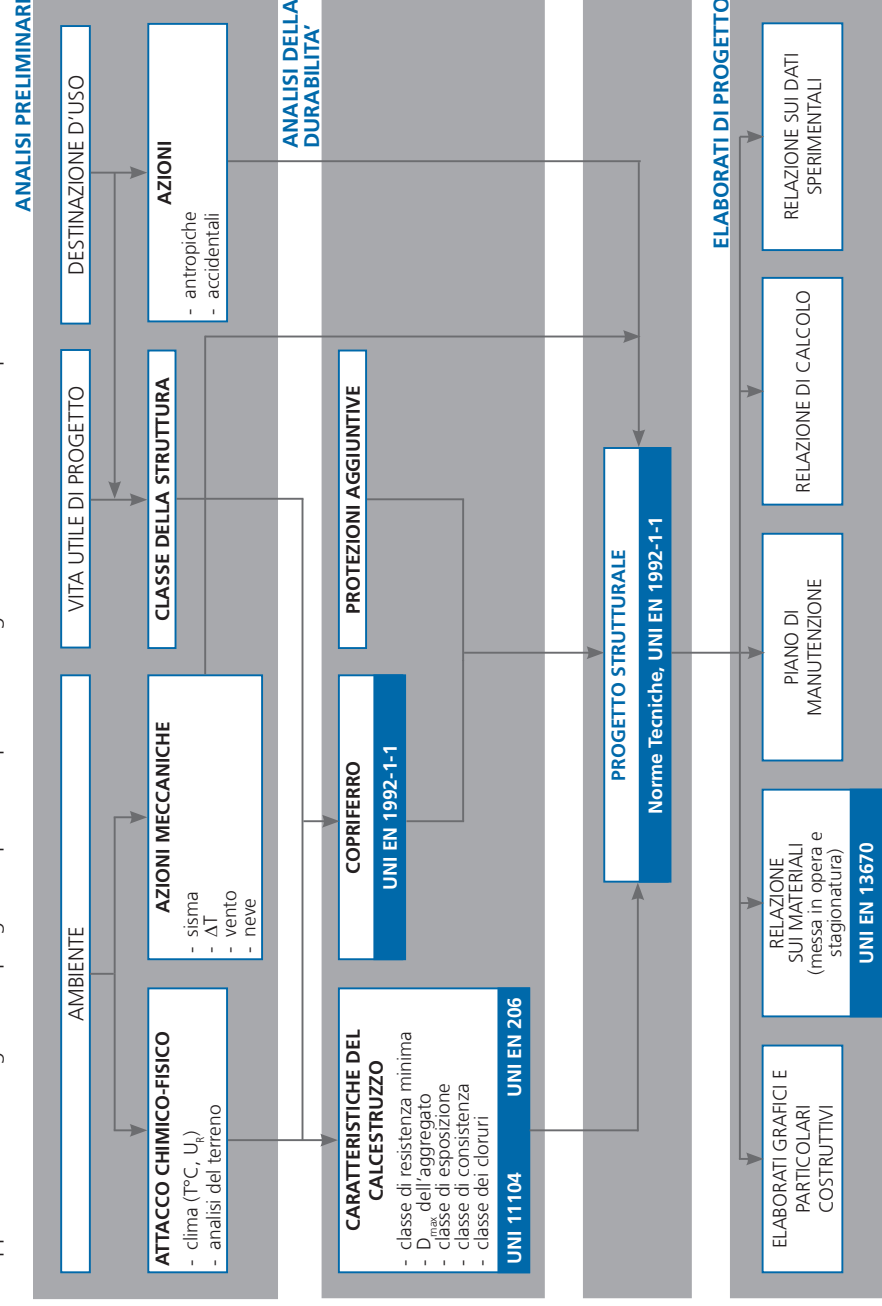 ANALISI PRELIMINARI
AMBIENTE
VITA UTILE DI PROGETTO
DESTINAZIONE D'USO
ATTACCO CHIMICO-FISICO
- clima (T°C, U_R)
- analisi del terreno
AZIONI MECCANICHE
- sisma
- ΔT
- vento
- neve
CLASSE DELLA STRUTTURA
AZIONI
- antropiche
- accidentali
ANALISI DELLA
DURABILITA'
CARATTERISTICHE DEL
CALCESTRUZZO
- classe di resistenza minima
- D_max dell'aggregato
- classe di esposizione
- classe di consistenza
- classe dei cloruri
UNI 11104 UNI EN 206
COPRIFERRO
UNI EN 1992-1-1
PROTEZIONI AGGIUNTIVE
PROGETTO STRUTTURALE
Norme Tecniche, UNI EN 1992-1-1
ELABORATI DI PROGETTO
ELABORATI GRAFICI E
PARTICOLARI
COSTRUTTIVI
RELAZIONE
SUI MATERIALI
(messa in opera e
stagionatura)
UNI EN 13670
PIANO DI
MANUTENZIONE
RELAZIONE DI CALCOLO
RELAZIONE SUI DATI
SPERIMENTALI